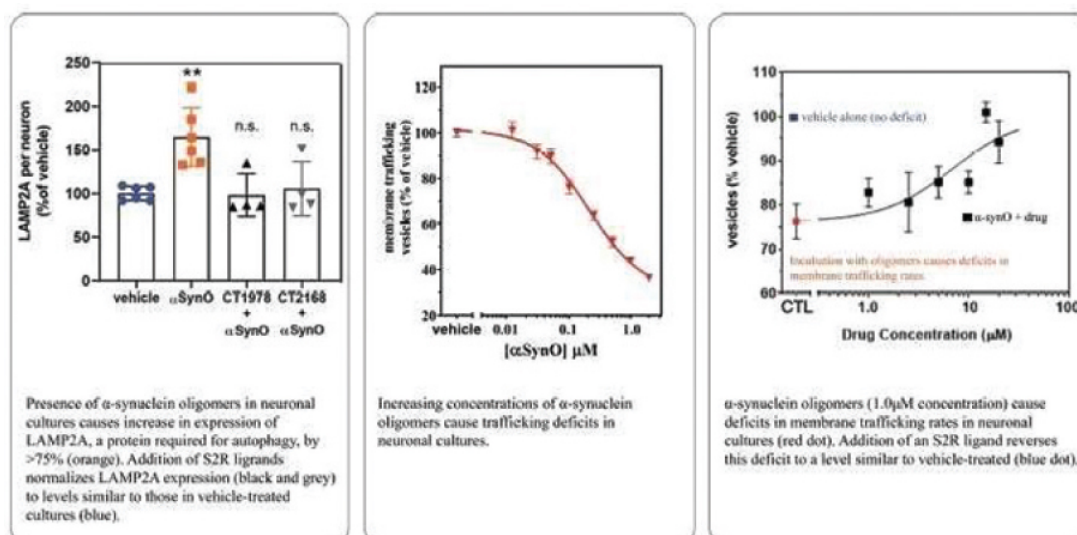 250
200
150
100
50
0
LAMP2A per neuron
(%of vehicle)
**
n.s.
n.s.
vehicle
αSynO
CT1978
+
αSynO
CT2168
+
αSynO
Presence of α-synuclein oligomers in neuronal
cultures causes increase in expression of
LAMP2A, a protein required for autophagy, by
>75% (orange). Addition of S2R ligrands
normalizes LAMP2A expression (black and grey)
to levels similar to those in vehicle-treated
cultures (blue).
120
100
80
60
40
20
membrane trafficking
vesicles (% of vehicle)
vehicle
0.01
0.1
1.0
[αSynO] μM
Increasing concentrations of α-synuclein
oligomers cause trafficking deficits in
neuronal cultures.
110
100
90
80
70
60
vesicles (% vehicle)
vehicle alone (no deficit)
α-synO + drug
Incubation with oligomers causes deficits in
membrane trafficking rates
CTL
1.0
10
100
Drug Concentration (μM)
α-synuclein oligomers (1.0μM concentration) cause
deficits in membrane trafficking rates in neuronal
cultures (red dot). Addition of an S2R ligand reverses
this deficit to a level similar to vehicle-treated (blue dot).